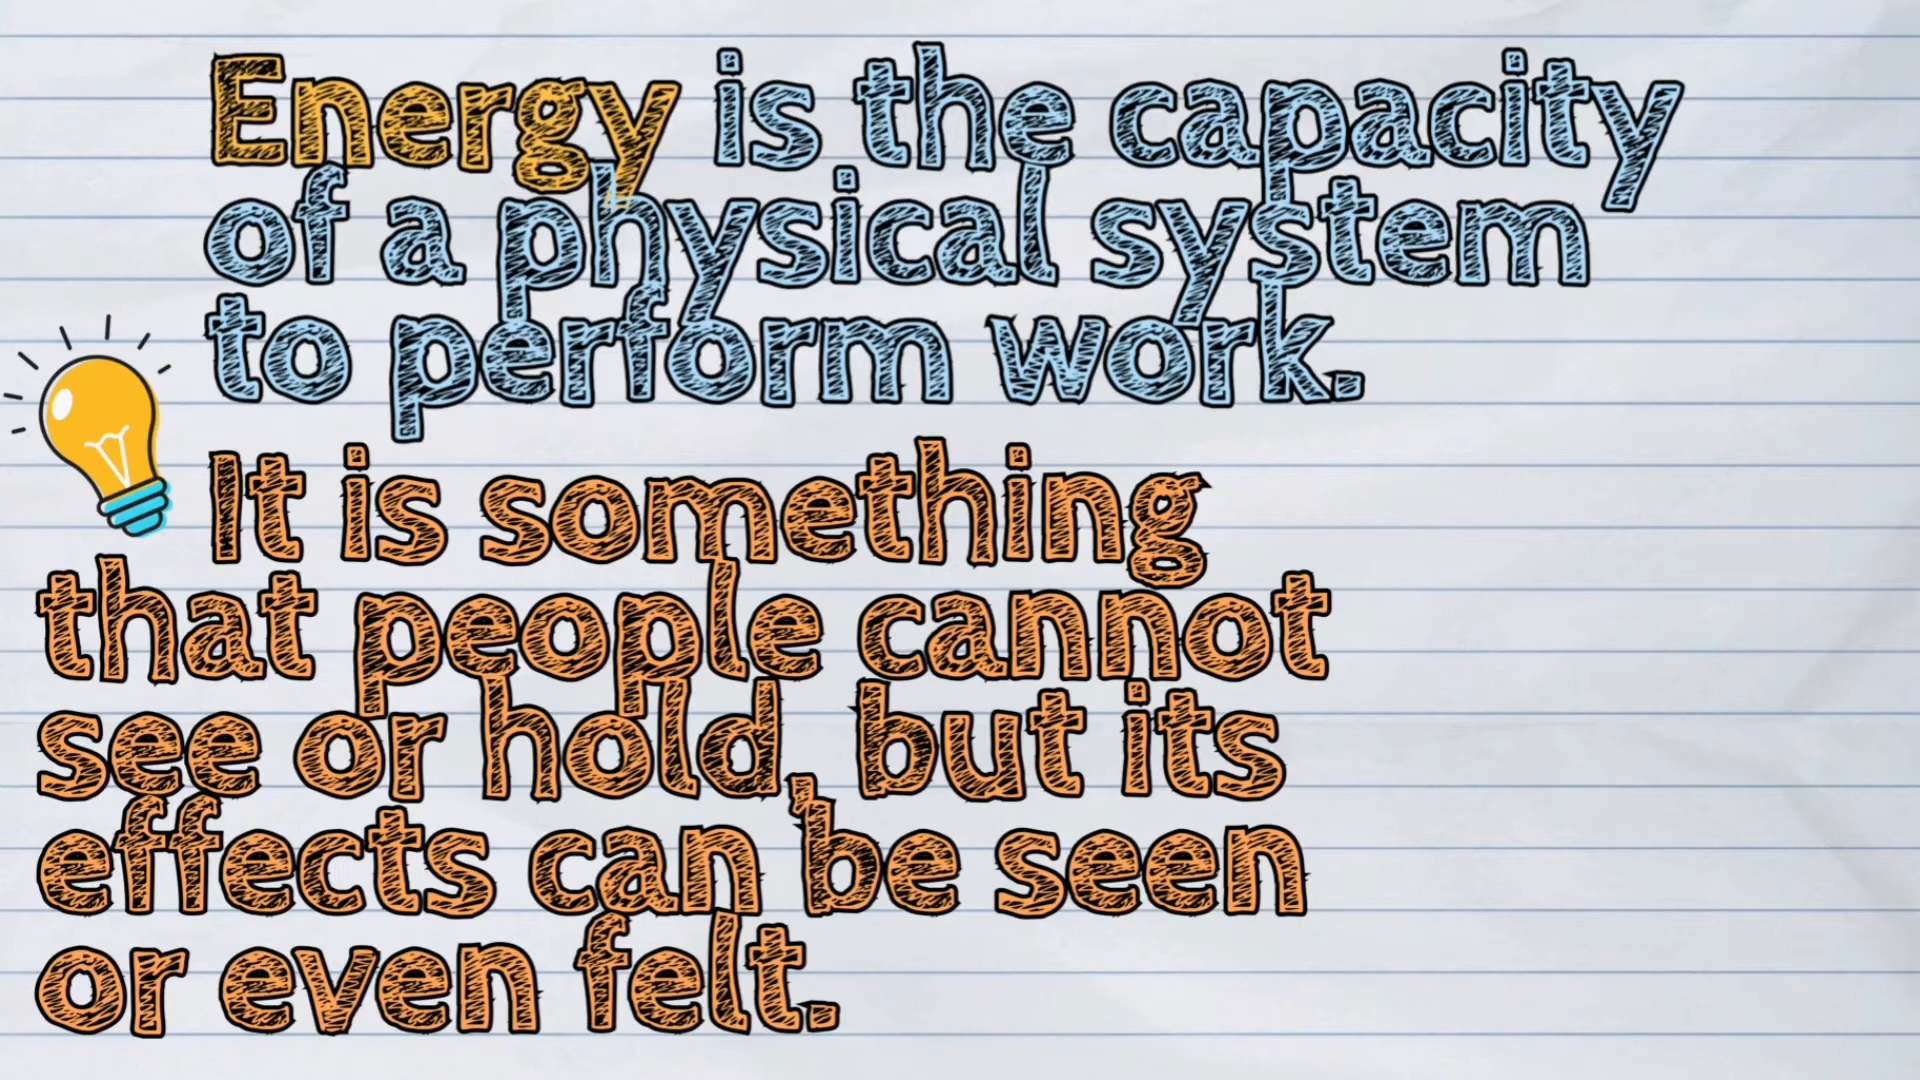 Energy is the capacity
of a physical system
to perform work.
It is something
that people cannot
see or hold, but its
effects can be seen
or even felt.